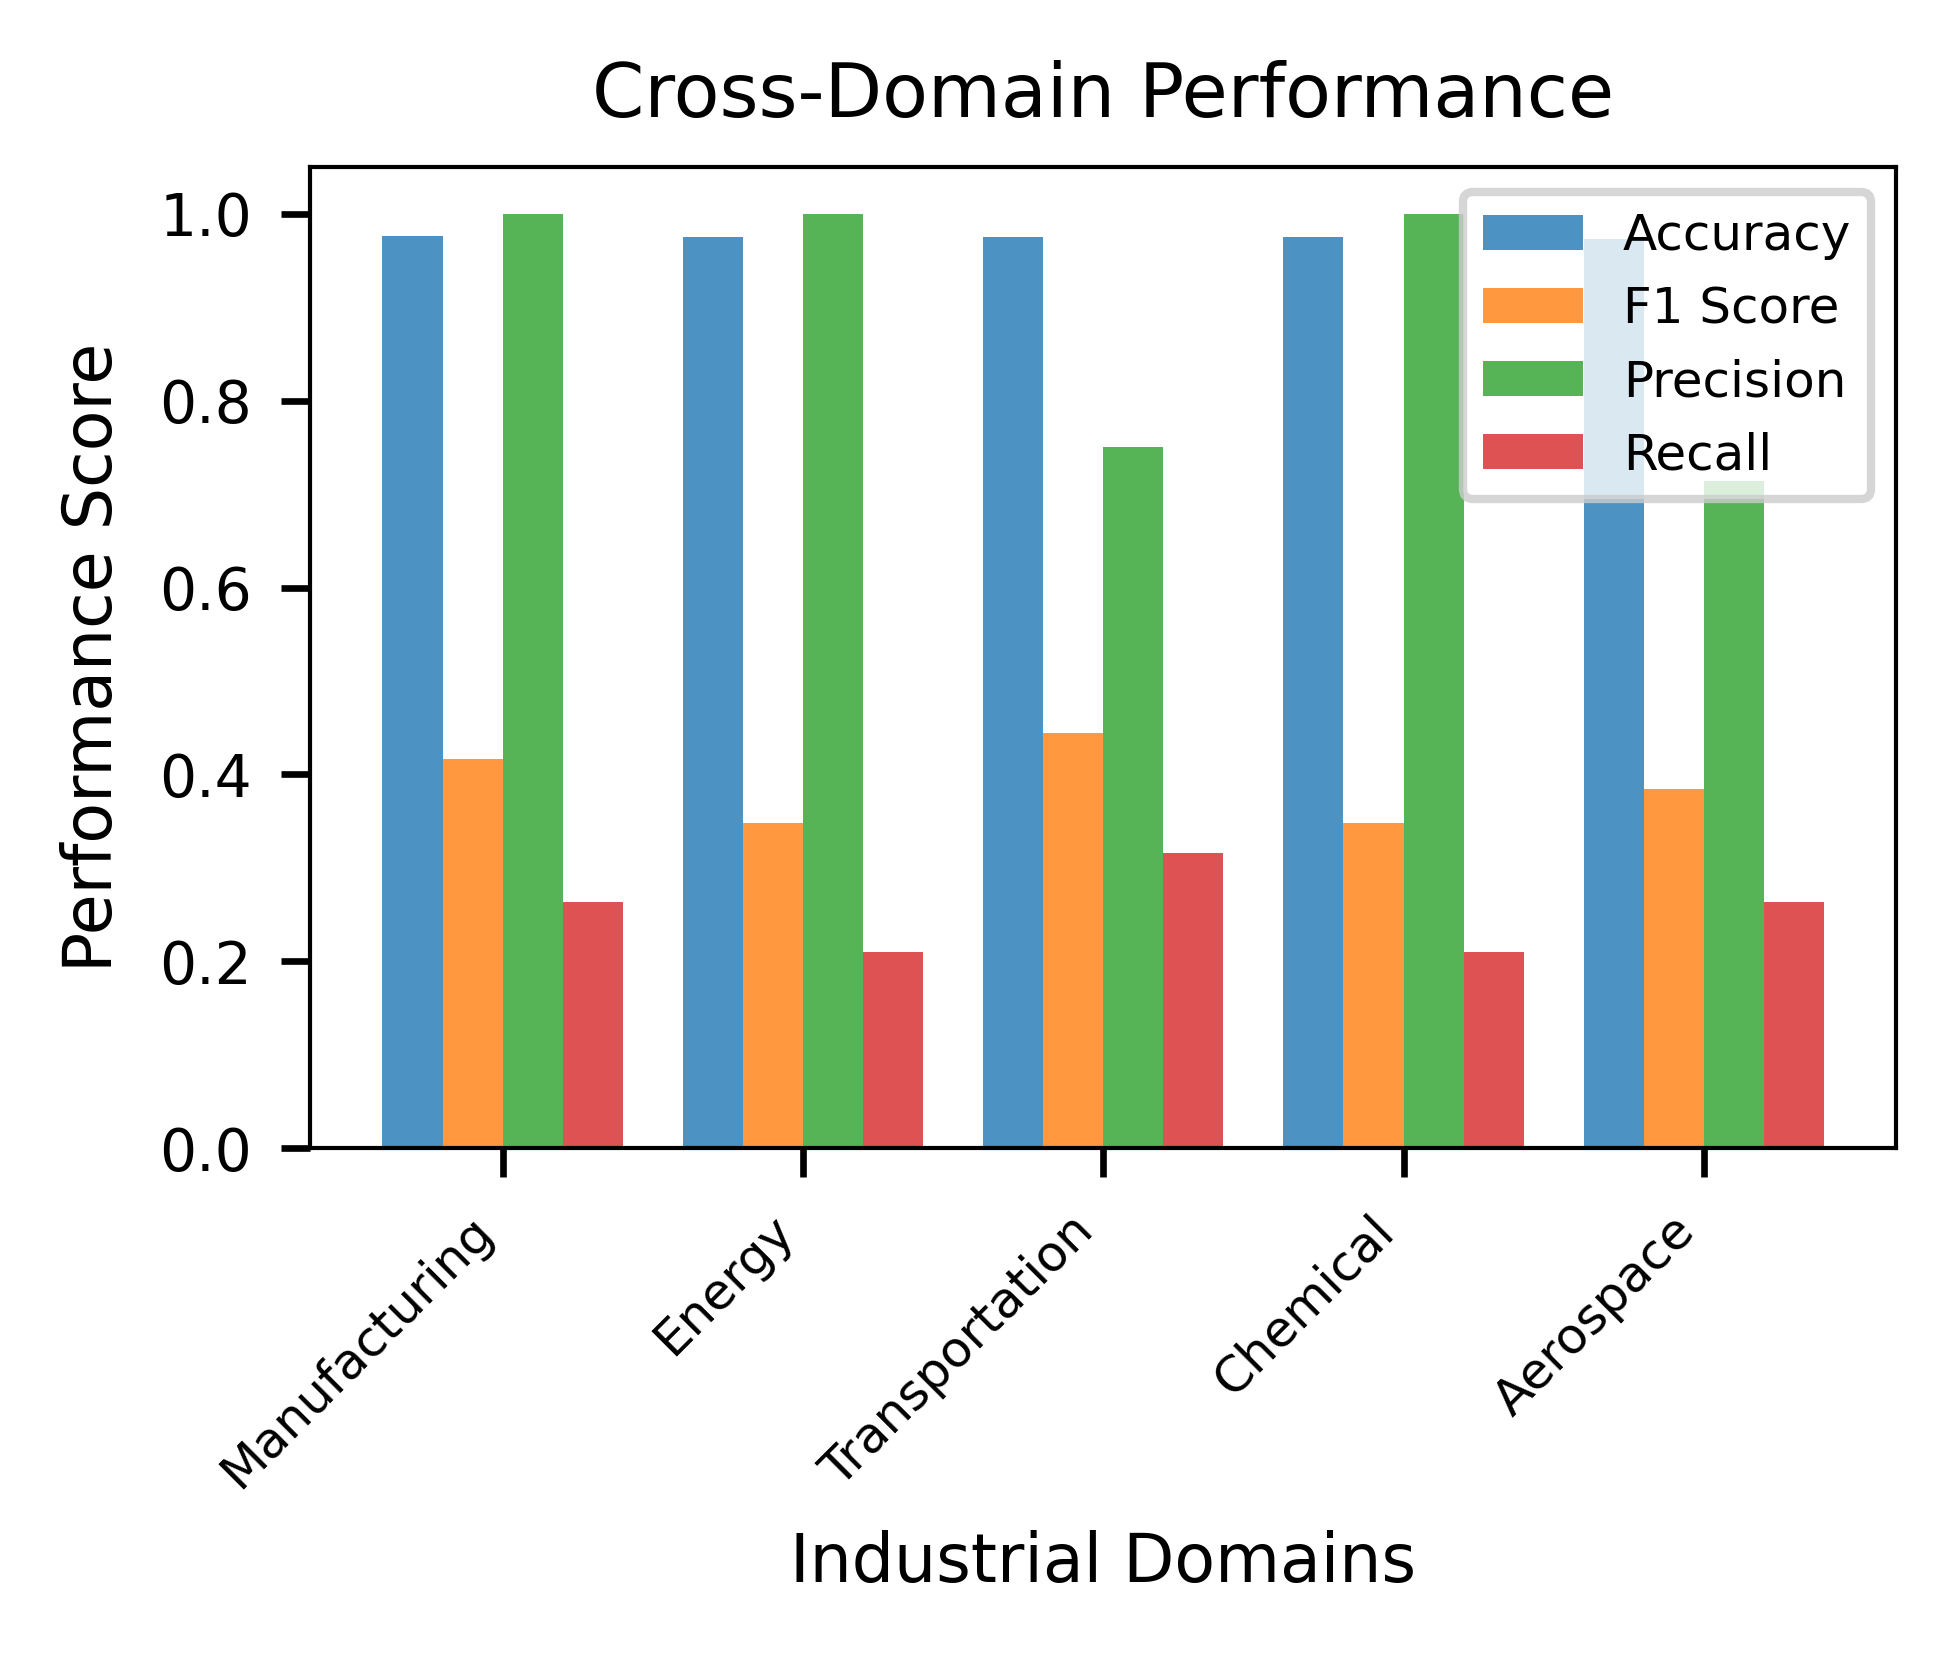 Cross-Domain Performance
Performance Score
1.0
0.8
0.6
0.4
0.2
0.0
Accuracy
F1 Score
Precision
Recall
Manufacturing
Energy
Transportation
Chemical
Aerospace
Industrial Domains